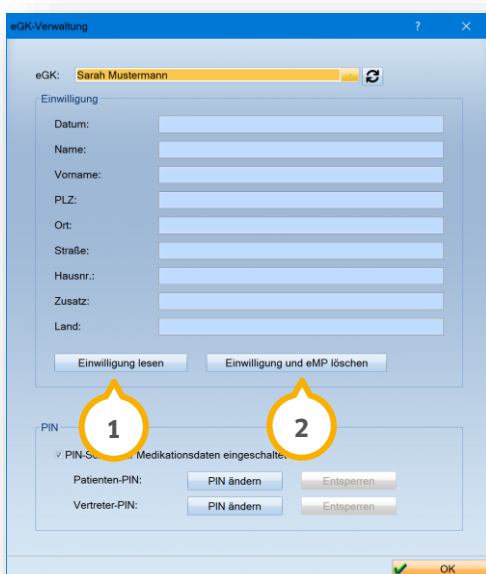 eGK-Verwaltung ?
eGK: Sarah Mustermann
Einwilligung
Datum:
Name:
Vorname:
PLZ:
Ort:
Straße:
Hausnr.:
Zusatz:
Land:
Einwilligung lesen Einwilligung und eMP löschen
1 2
PIN
Medikationsdaten eingeschaltet
Patienten-PIN: PIN ändern Entsperren
Vertreter-PIN: PIN ändern Entsperren
OK